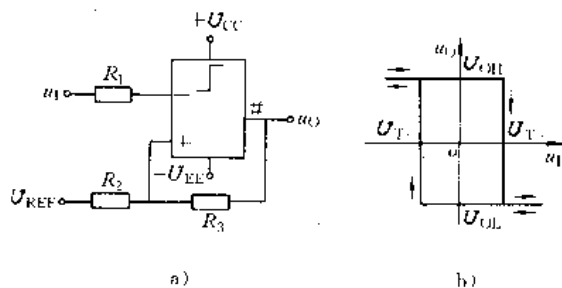 +U_CC
R_1
u_I
-
#
u_O
+
-U_EE
U_REF
R_2
R_3
a)
u_O
U_OH
U_T-
U_T
o
u_I
U_OL
b)